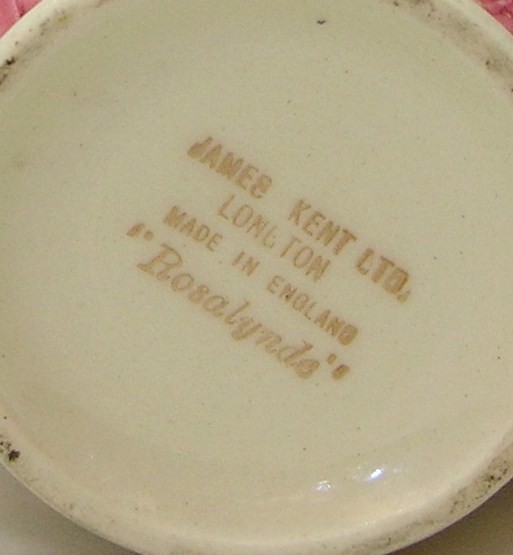 JAMES KENT LTD.
LONGTON
MADE IN ENGLAND
"Rosalynde"